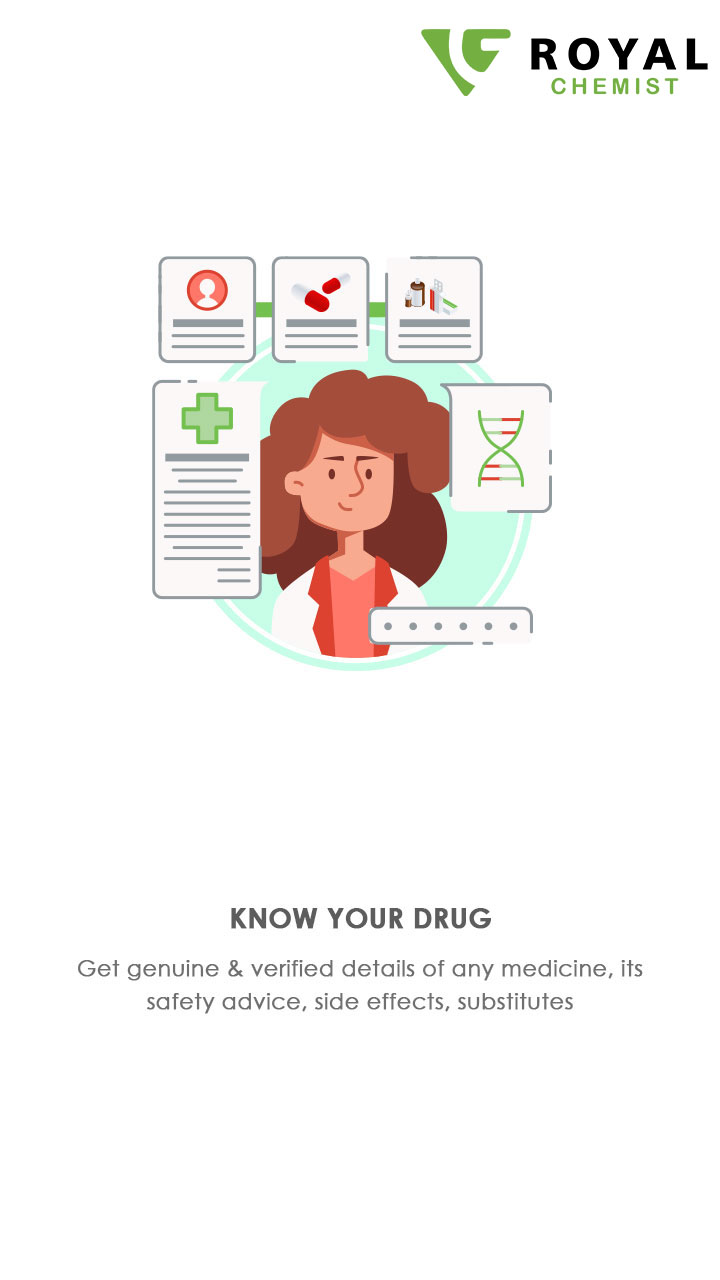 ROYAL
CHEMIST
KNOW YOUR DRUG
Get genuine & verified details of any medicine, its
safety advice, side effects, substitutes